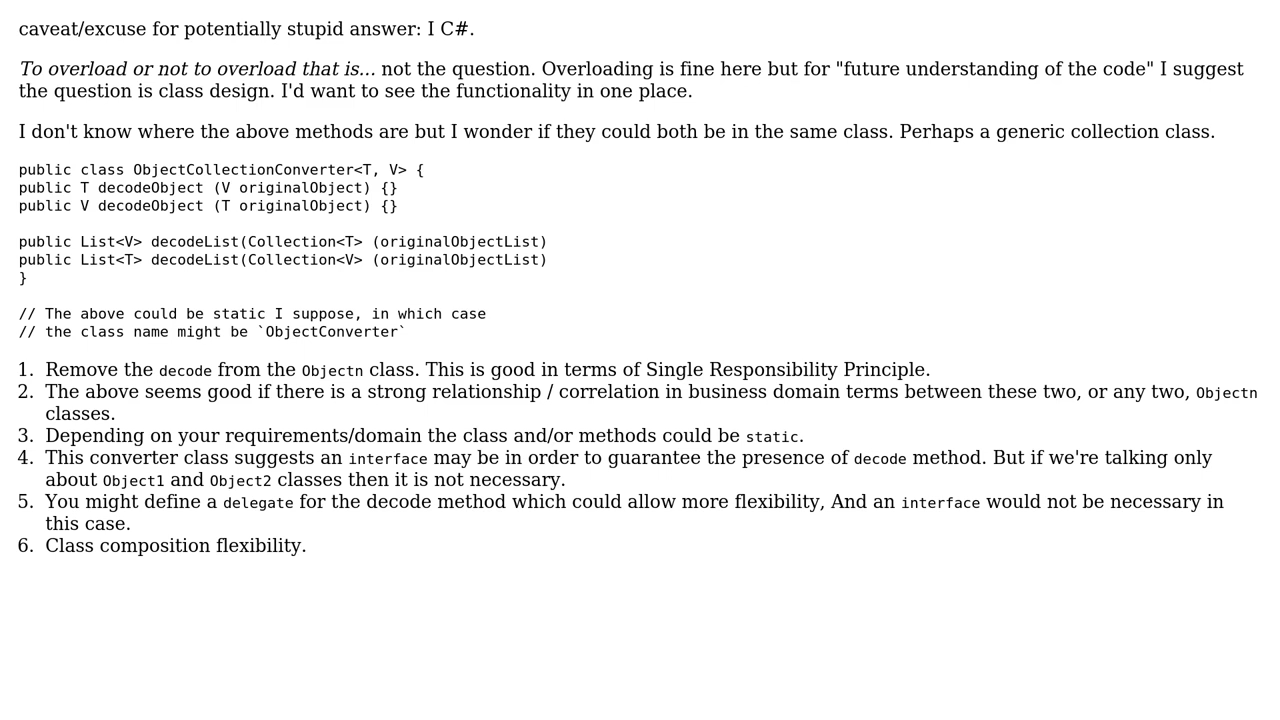 caveat/excuse for potentially stupid answer: I C#.
To overload or not to overload that is... not the question. Overloading is fine here but for "future understanding of the code" I suggest
the question is class design. I'd want to see the functionality in one place.
I don't know where the above methods are but I wonder if they could both be in the same class. Perhaps a generic collection class.
public class ObjectCollectionConverter<T, V> {
public T decodeObject (V originalObject) {}
public V decodeObject (T originalObject) {}
public List<V> decodeList(Collection<T> (originalObjectList)
public List<T> decodeList(Collection<V> (originalObjectList)
}
// The above could be static I suppose, in which case
// the class name might be `ObjectConverter`
1. Remove the decode from the Objectn class. This is good in terms of Single Responsibility Principle.
2. The above seems good if there is a strong relationship / correlation in business domain terms between these two, or any two, Objectn
classes.
3. Depending on your requirements/domain the class and/or methods could be static.
4. This converter class suggests an interface may be in order to guarantee the presence of decode method. But if we're talking only
about Object1 and Object2 classes then it is not necessary.
5. You might define a delegate for the decode method which could allow more flexibility, And an interface would not be necessary in
this case.
6. Class composition flexibility.